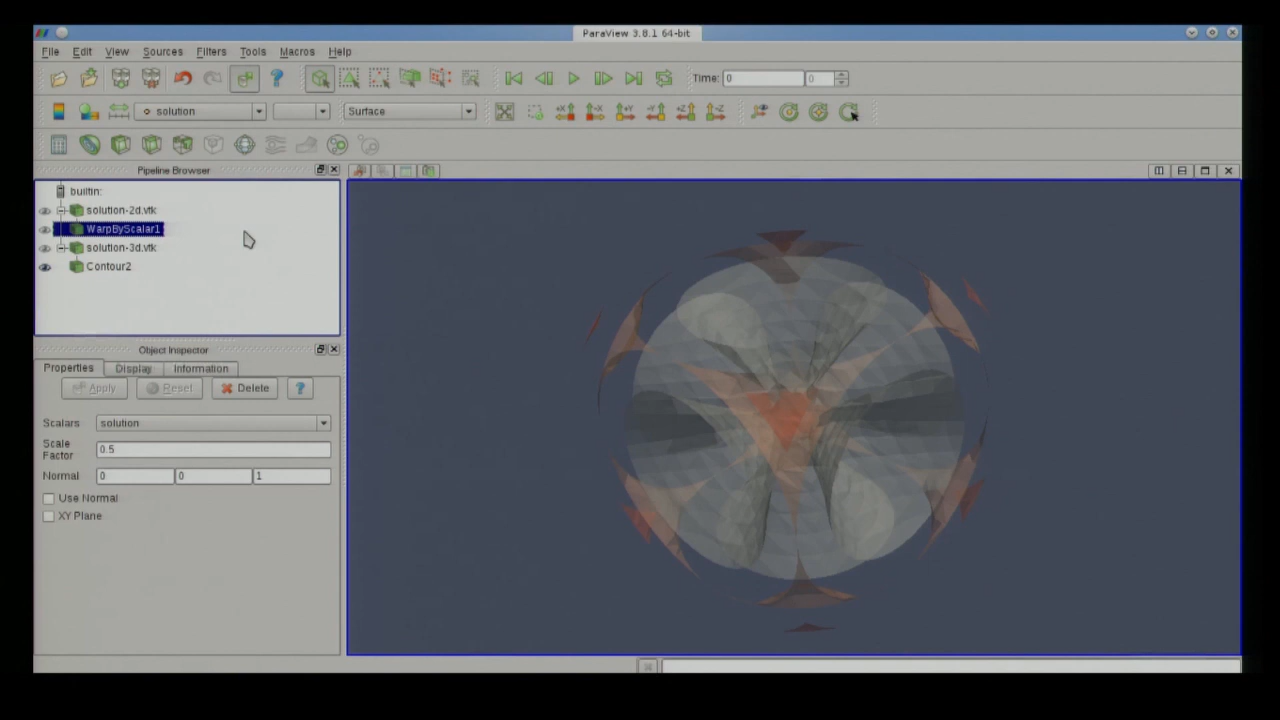 ParaView 3.8.1 64-bit
File Edit View Sources Filters Tools Macros Help
Time: 0 0
solution Surface
Pipeline Browser
builtin:
solution-2d.vtk
WarpByScalar1
solution-3d.vtk
Contour2
Object Inspector
Properties Display Information
Apply Reset Delete ?
Scalars solution
Scale Factor 0.5
Normal 0 0 1
Use Normal
XY Plane